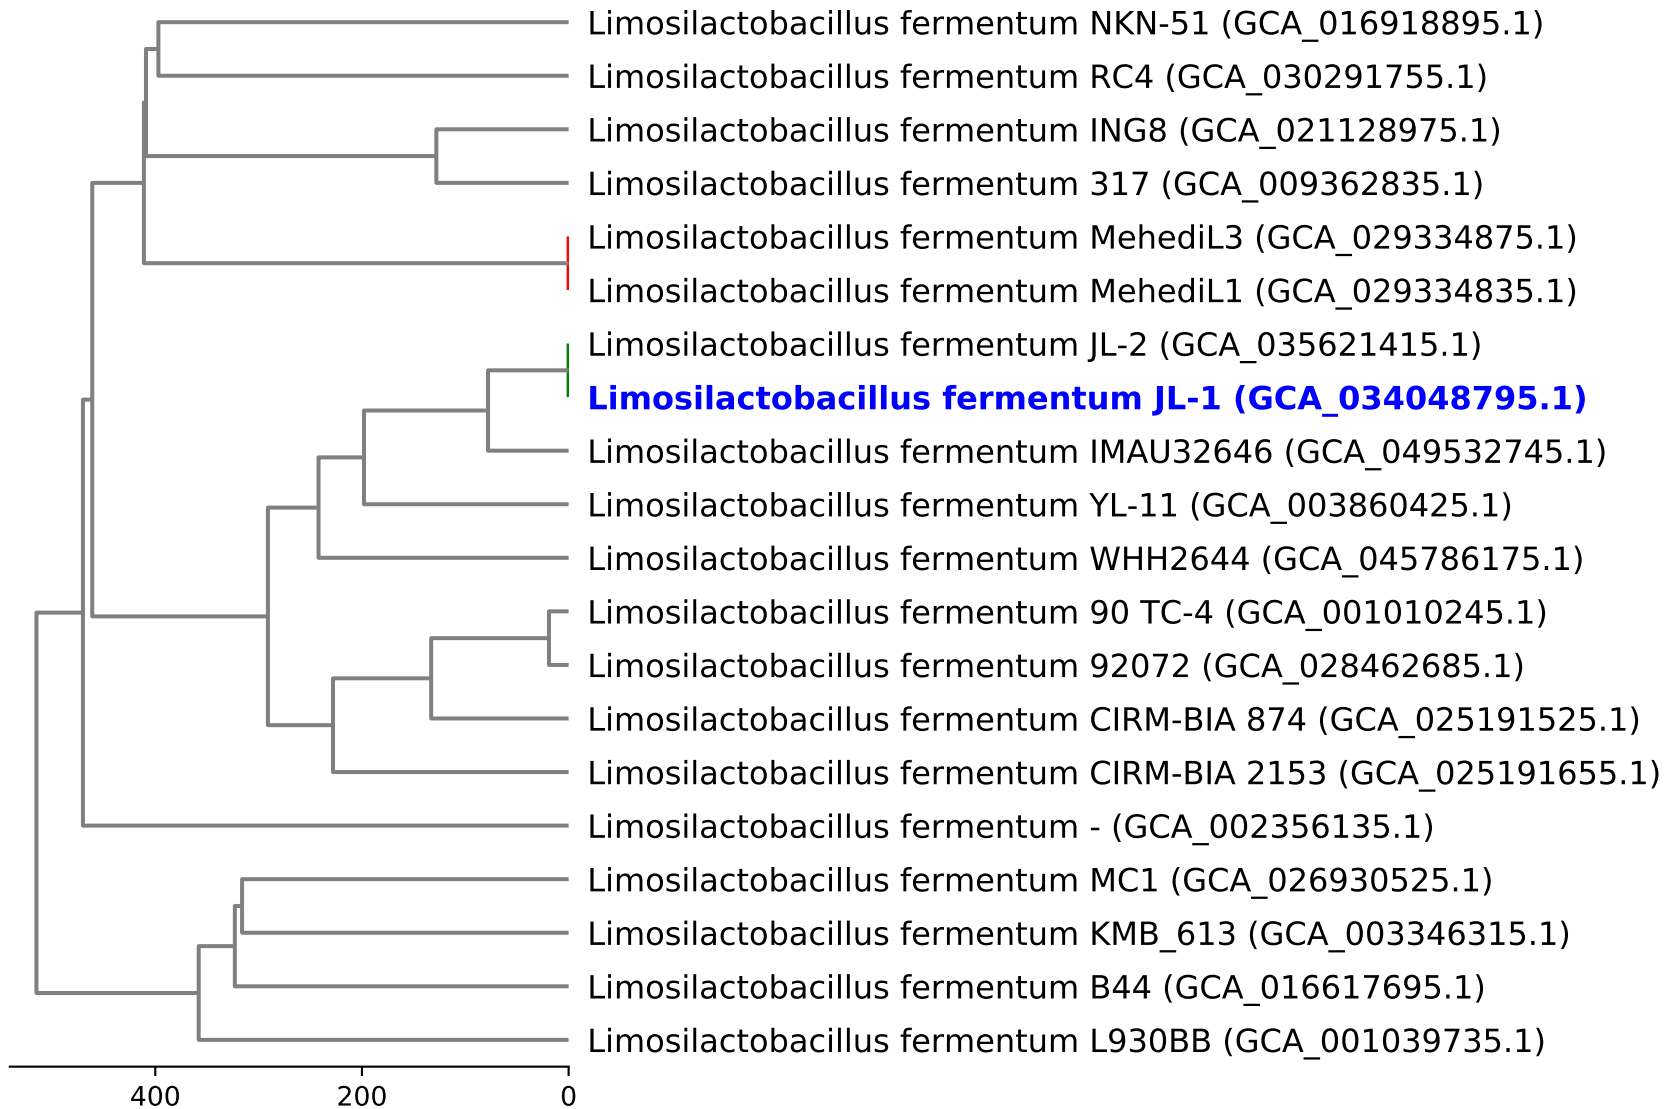 Limosilactobacillus fermentum NKN-51 (GCA_016918895.1)
Limosilactobacillus fermentum RC4 (GCA_030291755.1)
Limosilactobacillus fermentum ING8 (GCA_021128975.1)
Limosilactobacillus fermentum 317 (GCA_009362835.1)
Limosilactobacillus fermentum MehediL3 (GCA_029334875.1)
Limosilactobacillus fermentum MehediL1 (GCA_029334835.1)
Limosilactobacillus fermentum JL-2 (GCA_035621415.1)
Limosilactobacillus fermentum JL-1 (GCA_034048795.1)
Limosilactobacillus fermentum IMAU32646 (GCA_049532745.1)
Limosilactobacillus fermentum YL-11 (GCA_003860425.1)
Limosilactobacillus fermentum WHH2644 (GCA_045786175.1)
Limosilactobacillus fermentum 90 TC-4 (GCA_001010245.1)
Limosilactobacillus fermentum 92072 (GCA_028462685.1)
Limosilactobacillus fermentum CIRM-BIA 874 (GCA_025191525.1)
Limosilactobacillus fermentum CIRM-BIA 2153 (GCA_025191655.1)
Limosilactobacillus fermentum - (GCA_002356135.1)
Limosilactobacillus fermentum MC1 (GCA_026930525.1)
Limosilactobacillus fermentum KMB_613 (GCA_003346315.1)
Limosilactobacillus fermentum B44 (GCA_016617695.1)
Limosilactobacillus fermentum L930BB (GCA_001039735.1)
400 200 0